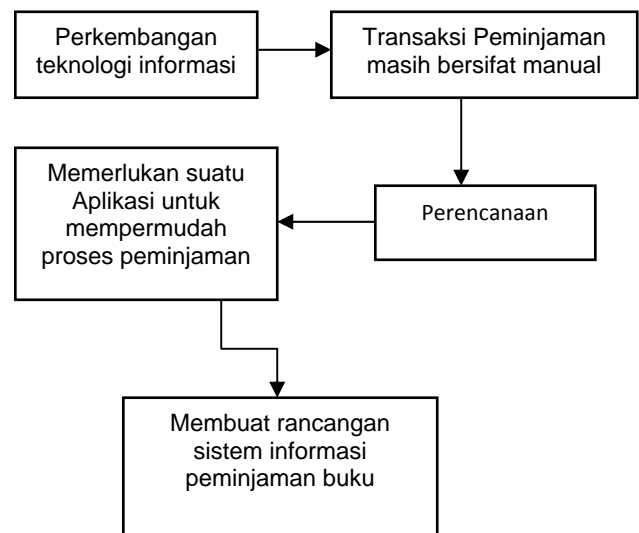 Perkembangan
teknologi informasi
Transaksi Peminjaman
masih bersifat manual
Perencanaan
Memerlukan suatu
Aplikasi untuk
mempermudah
proses peminjaman
Membuat rancangan
sistem informasi
peminjaman buku